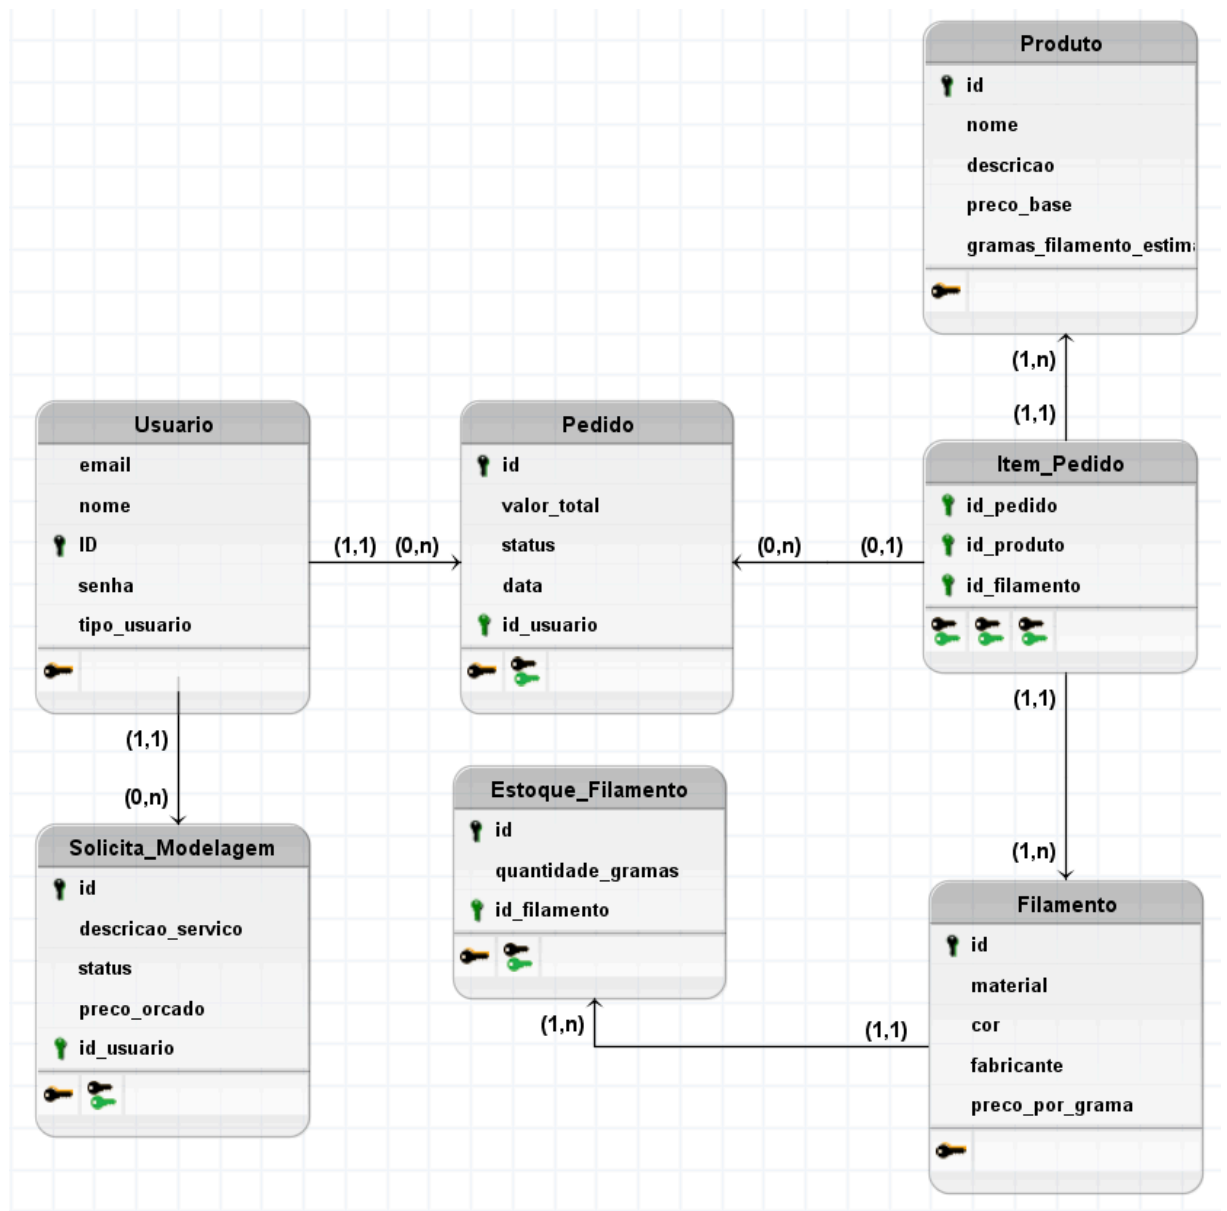 Produto
id
nome
descricao
preco_base
gramas_filamento_estim
(1,n)
(1,1)
Usuario
email
nome
ID
senha
tipo_usuario
(1,1) (0,n)
Pedido
id
valor_total
status
data
id_usuario
(0,n) (0,1)
Item_Pedido
id_pedido
id_produto
id_filamento
(1,1)
(0,n)
(1,1)
(1,n)
Solicita_Modelagem
id
descricao_servico
status
preco_orcado
id_usuario
Estoque_Filamento
id
quantidade_gramas
id_filamento
(1,n) (1,1)
Filamento
id
material
cor
fabricante
preco_por_grama